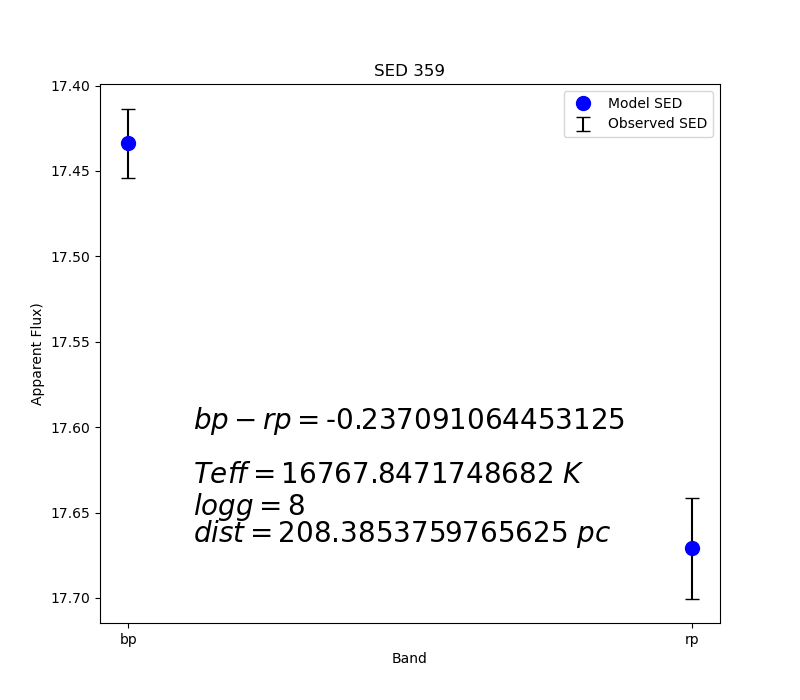 SED 359
17.40
17.45
17.50
17.55
17.60
17.65
17.70
Apparent Flux)
Model SED
Observed SED
bp − rp = -0.237091064453125
Teff = 16767.8471748682 K
logg = 8
dist = 208.3853759765625 pc
bp
rp
Band